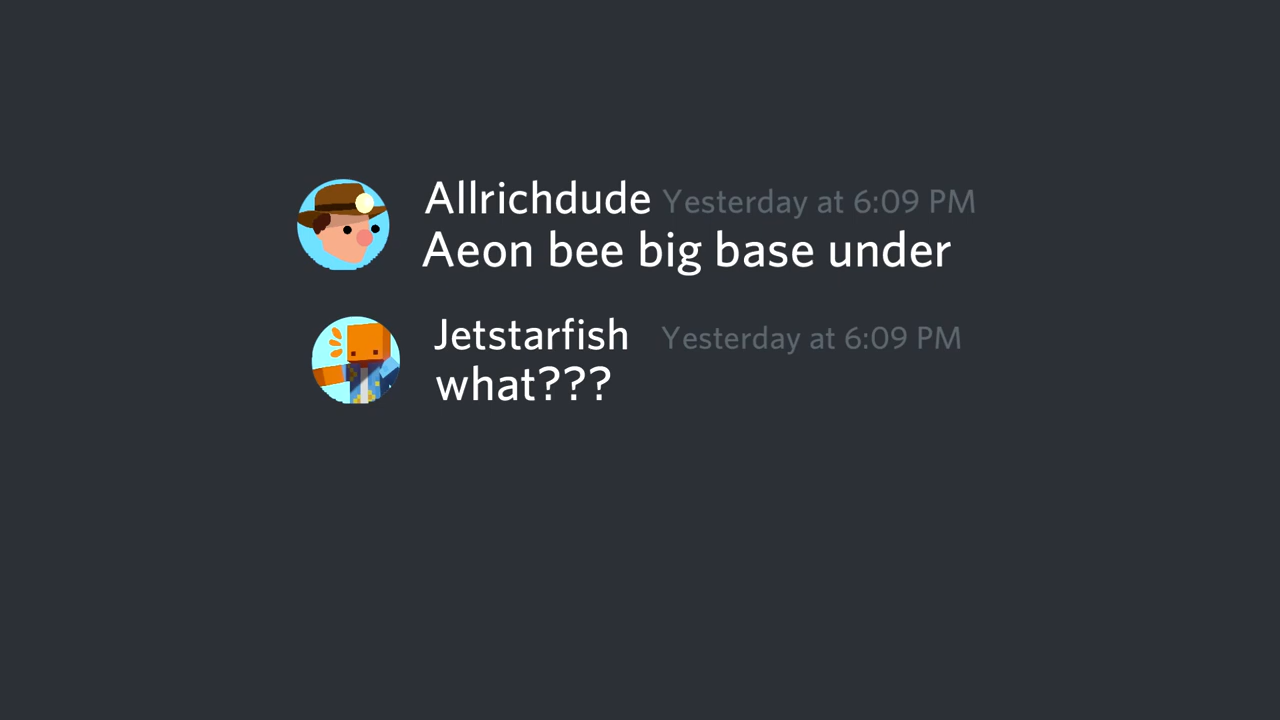 Allrichdude Yesterday at 6:09 PM
Aeon bee big base under
Jetstarfish Yesterday at 6:09 PM
what???